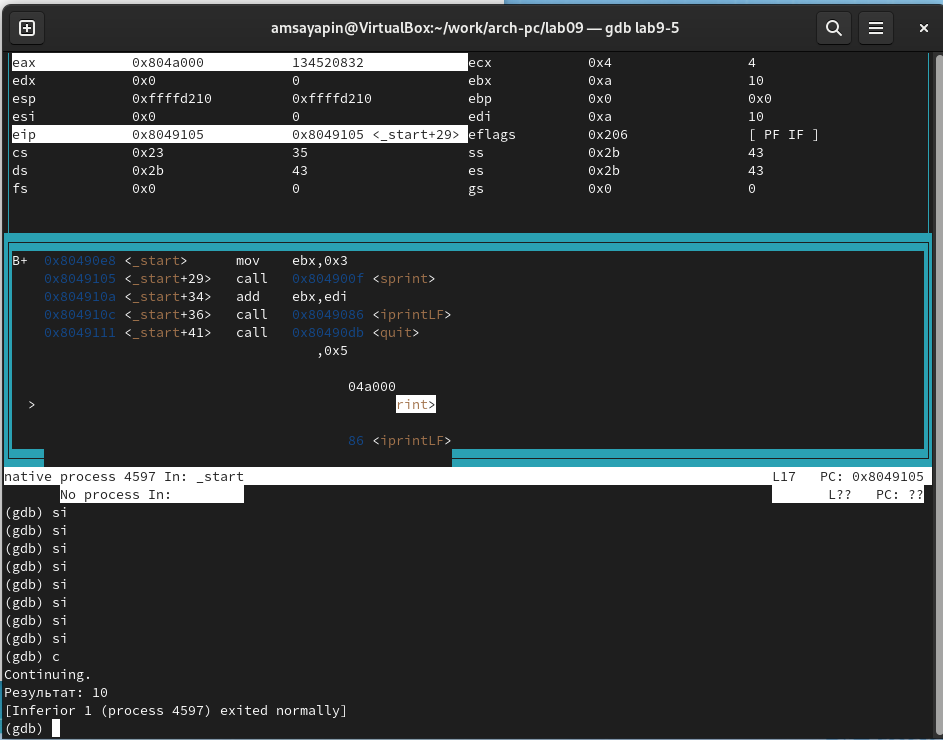 amsayapin@VirtualBox:~/work/arch-pc/lab09 — gdb lab9-5
eax 0x804a000 134520832 ecx 0x4 4
edx 0x0 0 ebx 0xa 10
esp 0xffffd210 0xffffd210 ebp 0x0 0x0
esi 0x0 0 edi 0xa 10
eip 0x8049105 0x8049105 <_start+29> eflags 0x206 [ PF IF ]
cs 0x23 35 ss 0x2b 43
ds 0x2b 43 es 0x2b 43
fs 0x0 0 gs 0x0 0
B+ 0x80490e8 <_start> mov ebx,0x3
0x8049105 <_start+29> call 0x804900f <sprint>
0x804910a <_start+34> add ebx,edi
0x804910c <_start+36> call 0x8049086 <iprintLF>
0x8049111 <_start+41> call 0x80490db <quit>
,0x5
04a000
> rint>
86 <iprintLF>
native process 4597 In: _start L17 PC: 0x8049105
No process In: L?? PC: ??
(gdb) si
(gdb) si
(gdb) si
(gdb) si
(gdb) si
(gdb) si
(gdb) si
(gdb) si
(gdb) c
Continuing.
Результат: 10
[Inferior 1 (process 4597) exited normally]
(gdb)